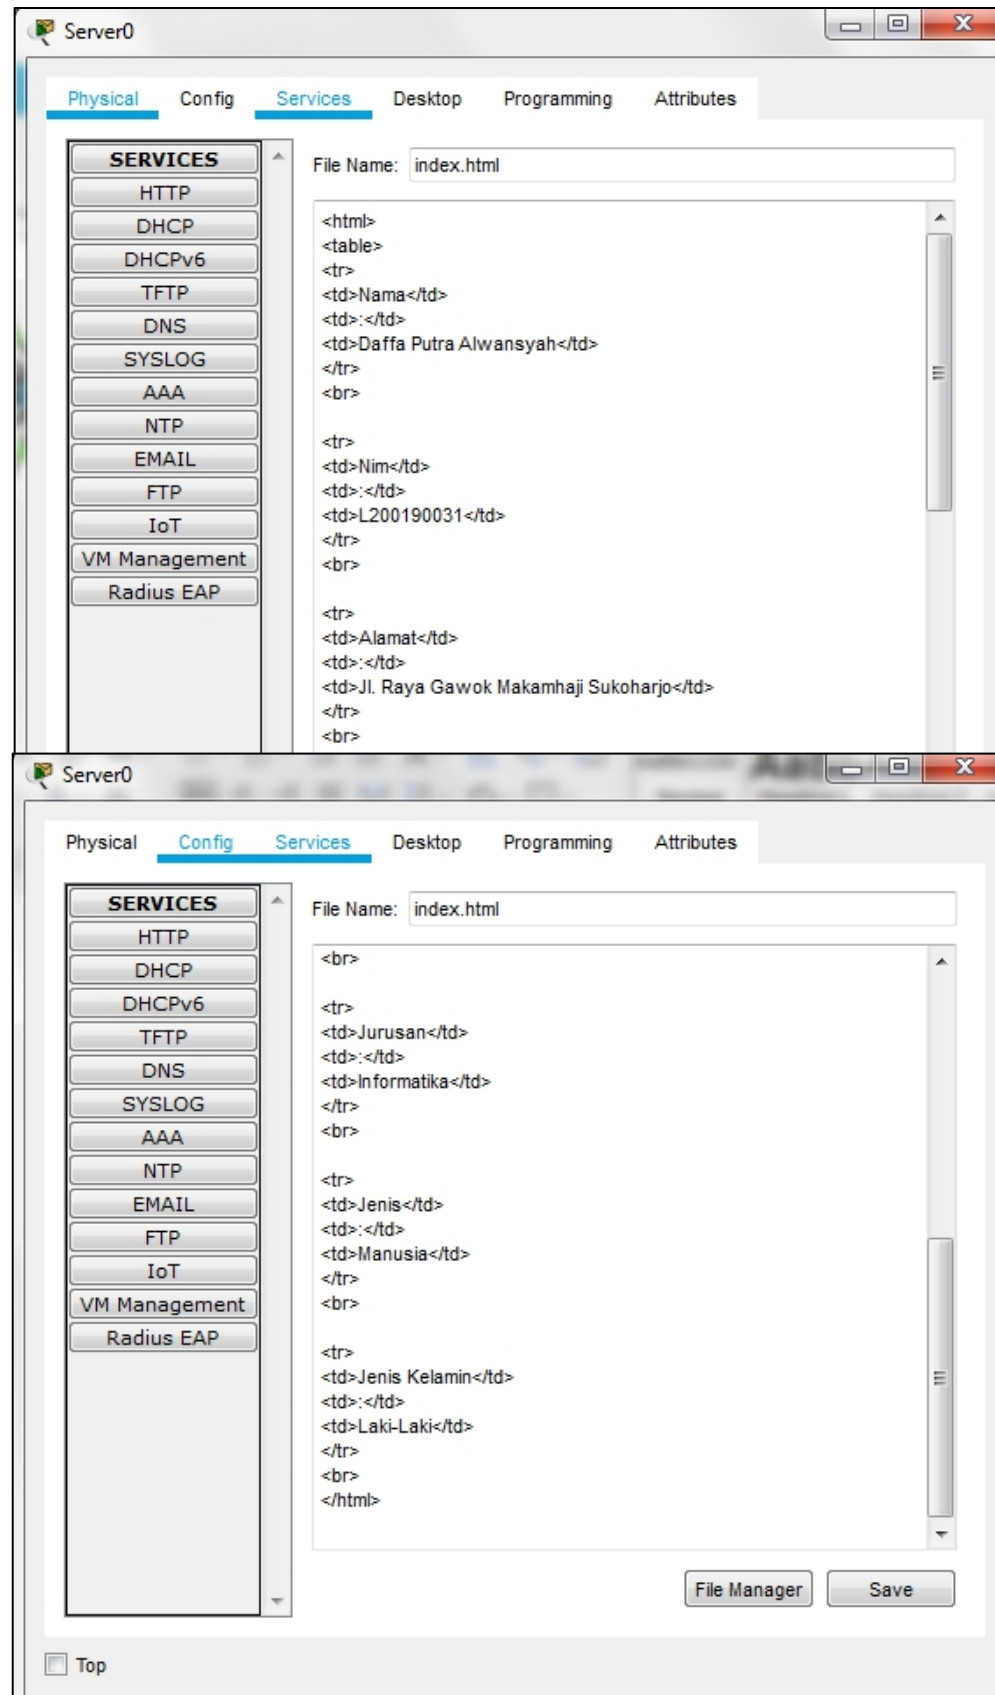 Server0
Physical Config Services Desktop Programming Attributes
SERVICES
HTTP
DHCP
DHCPv6
TFTP
DNS
SYSLOG
AAA
NTP
EMAIL
FTP
IoT
VM Management
Radius EAP
File Name: index.html
<html>
<table>
<tr>
<td>Nama</td>
<td>:</td>
<td>Daffa Putra Alwansyah</td>
</tr>
<br>
<tr>
<td>Nim</td>
<td>:</td>
<td>L200190031</td>
</tr>
<br>
<tr>
<td>Alamat</td>
<td>:</td>
<td>Jl. Raya Gawok Makamhaji Sukoharjo</td>
</tr>
<br>
Server0
Physical Config Services Desktop Programming Attributes
SERVICES
HTTP
DHCP
DHCPv6
TFTP
DNS
SYSLOG
AAA
NTP
EMAIL
FTP
IoT
VM Management
Radius EAP
File Name: index.html
<br>
<tr>
<td>Jurusan</td>
<td>:</td>
<td>Informatika</td>
</tr>
<br>
<tr>
<td>Jenis</td>
<td>:</td>
<td>Manusia</td>
</tr>
<br>
<tr>
<td>Jenis Kelamin</td>
<td>:</td>
<td>Laki-Laki</td>
</tr>
<br>
</html>
File Manager Save
Top